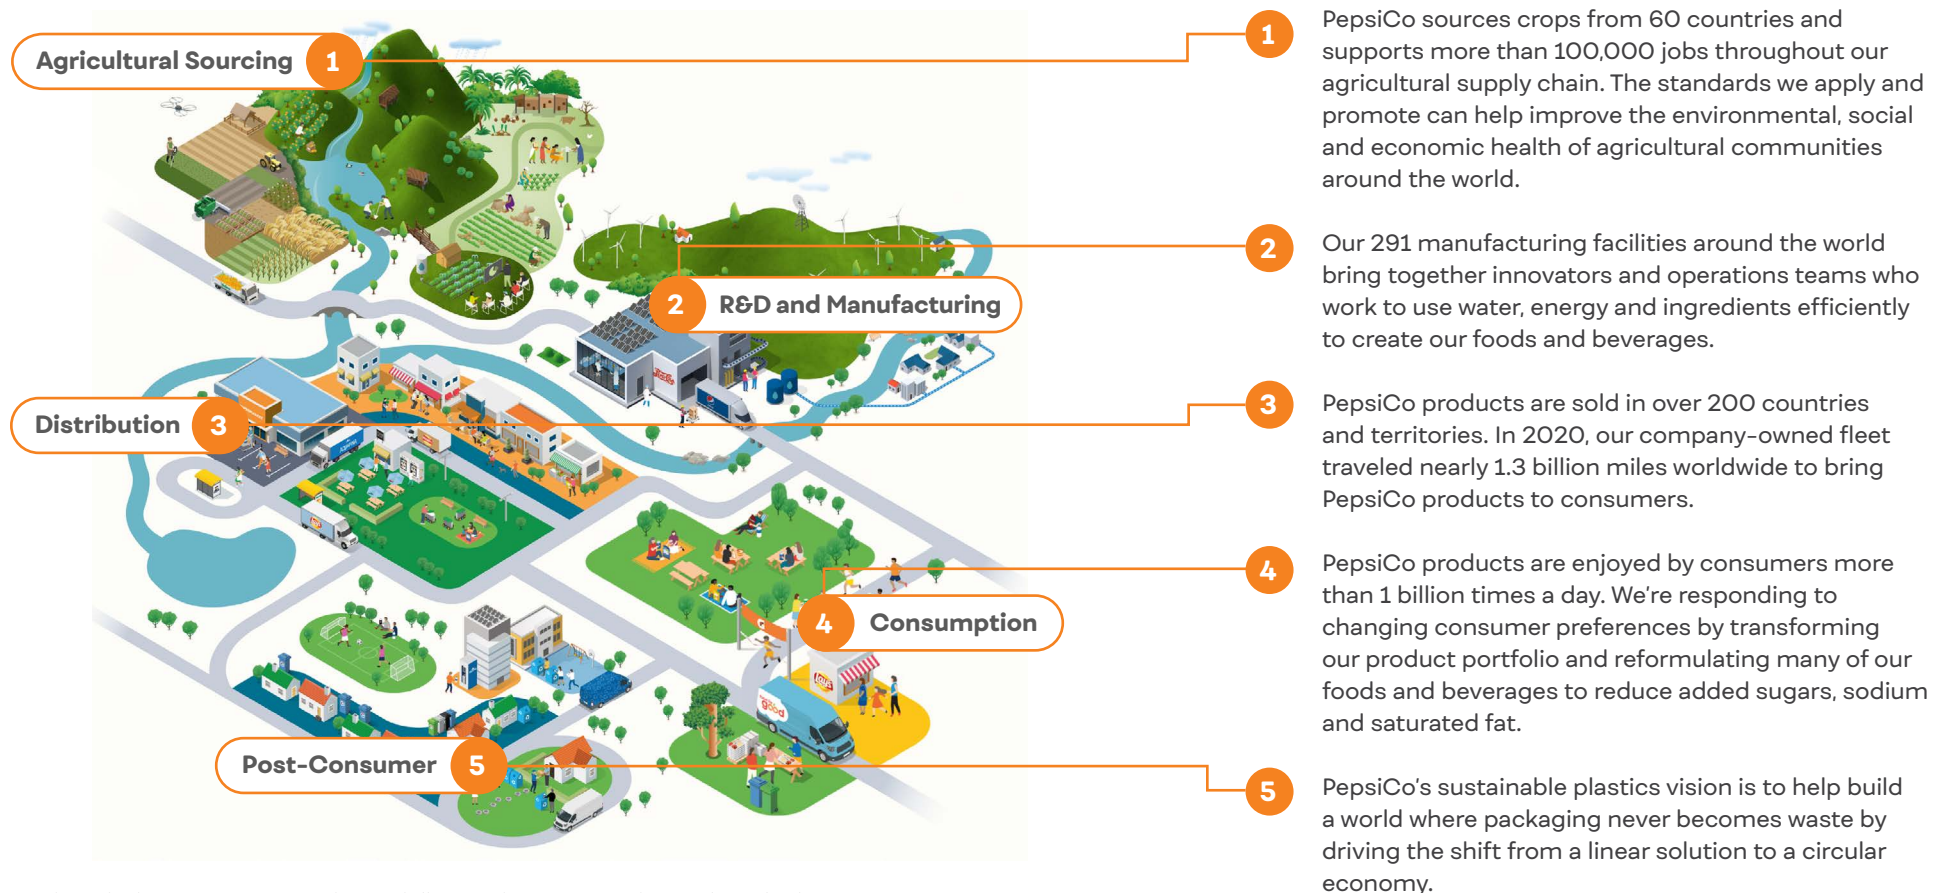 Agricultural Sourcing 1
2 R&D and Manufacturing
Distribution 3
4 Consumption
Post-Consumer 5
1 PepsiCo sources crops from 60 countries and
supports more than 100,000 jobs throughout our
agricultural supply chain. The standards we apply and
promote can help improve the environmental, social
and economic health of agricultural communities
around the world.
2 Our 291 manufacturing facilities around the world
bring together innovators and operations teams who
work to use water, energy and ingredients efficiently
to create our foods and beverages.
3 PepsiCo products are sold in over 200 countries
and territories. In 2020, our company-owned fleet
traveled nearly 1.3 billion miles worldwide to bring
PepsiCo products to consumers.
4 PepsiCo products are enjoyed by consumers more
than 1 billion times a day. We’re responding to
changing consumer preferences by transforming
our product portfolio and reformulating many of our
foods and beverages to reduce added sugars, sodium
and saturated fat.
5 PepsiCo’s sustainable plastics vision is to help build
a world where packaging never becomes waste by
driving the shift from a linear solution to a circular
economy.
Lay's
good